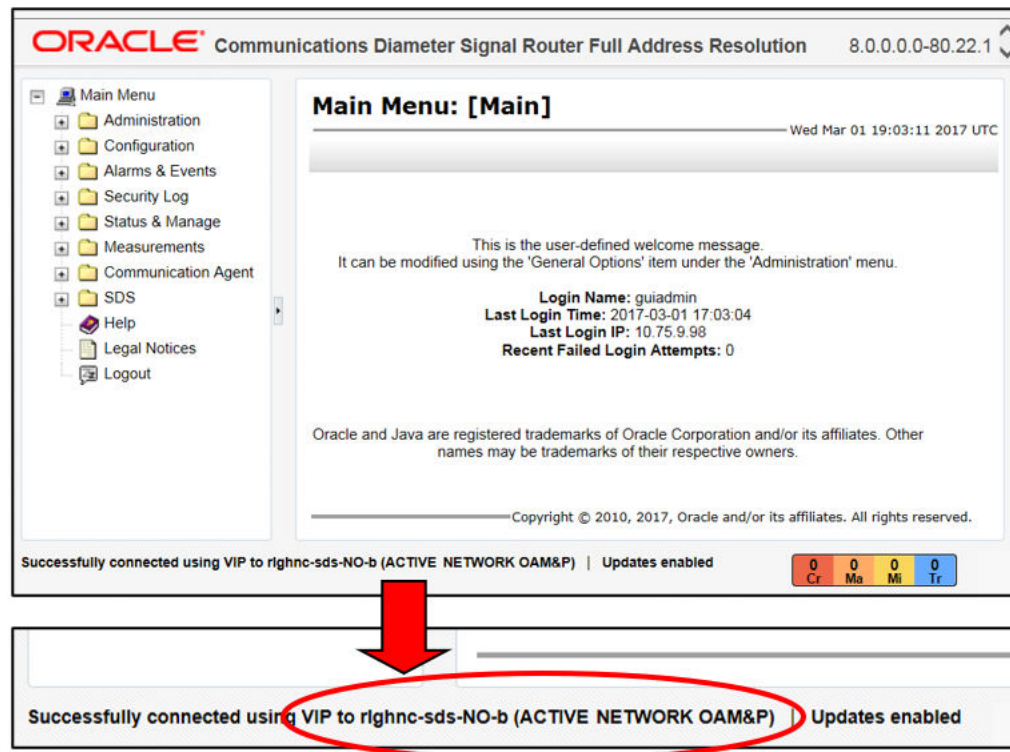 ORACLE® Communications Diameter Signal Router Full Address Resolution 8.0.0.0.0-80.22.1
Main Menu
Administration
Configuration
Alarms & Events
Security Log
Status & Manage
Measurements
Communication Agent
SDS
Help
Legal Notices
Logout
Main Menu: [Main]
Wed Mar 01 19:03:11 2017 UTC
This is the user-defined welcome message.
It can be modified using the 'General Options' item under the 'Administration' menu.
Login Name: guiadmin
Last Login Time: 2017-03-01 17:03:04
Last Login IP: 10.75.9.98
Recent Failed Login Attempts: 0
Oracle and Java are registered trademarks of Oracle Corporation and/or its affiliates. Other
names may be trademarks of their respective owners.
Copyright © 2010, 2017, Oracle and/or its affiliates. All rights reserved.
Successfully connected using VIP to rlghnc-sds-NO-b (ACTIVE NETWORK OAM&P) | Updates enabled
0 0 0 0
Cr Ma Mi Tr
Successfully connected using VIP to rlghnc-sds-NO-b (ACTIVE NETWORK OAM&P) | Updates enabled